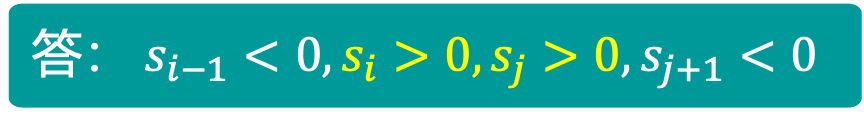 答： $s_{i-1} < 0, s_i > 0, s_j > 0, s_{j+1} < 0$